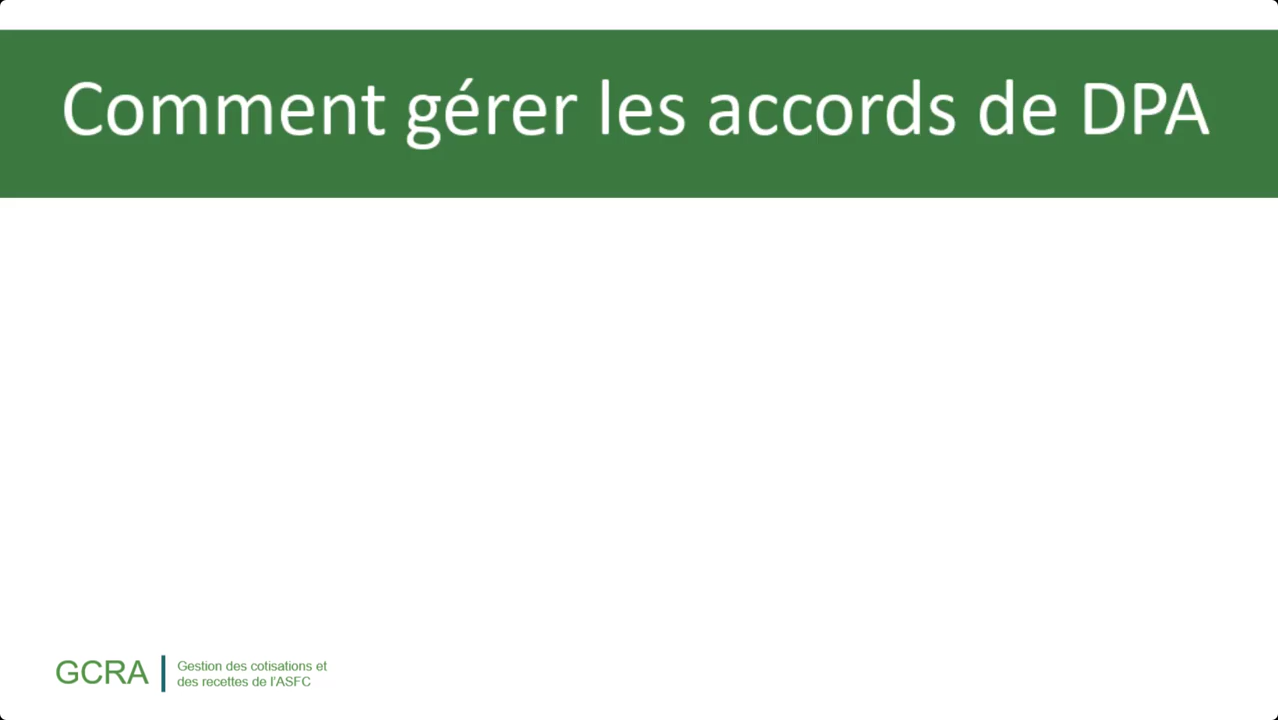 Comment gérer les accords de DPA
GCRA
Gestion des cotisations et
des recettes de l'ASFC